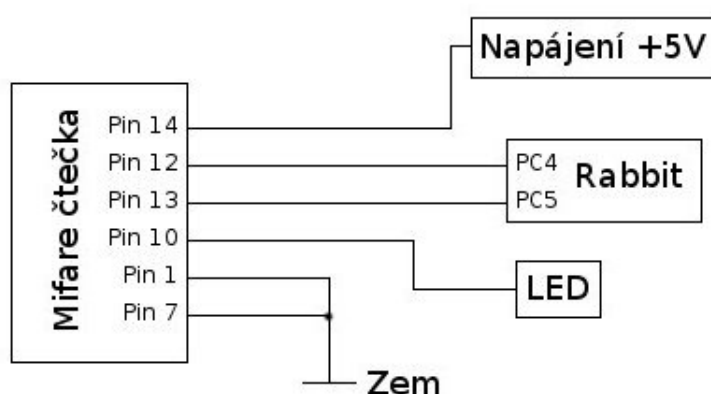 Napájení +5V
Mifare čtečka
Pin 14
Pin 12
PC4
Rabbit
Pin 13
PC5
Pin 10
Pin 1
LED
Pin 7
Zem